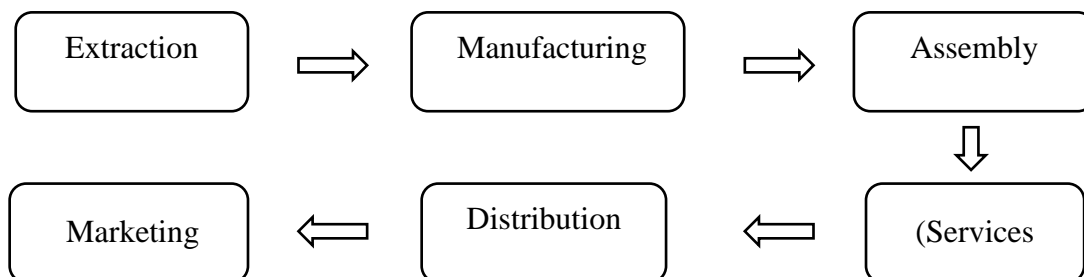 Extraction
Manufacturing
Assembly
(Services
Distribution
Marketing